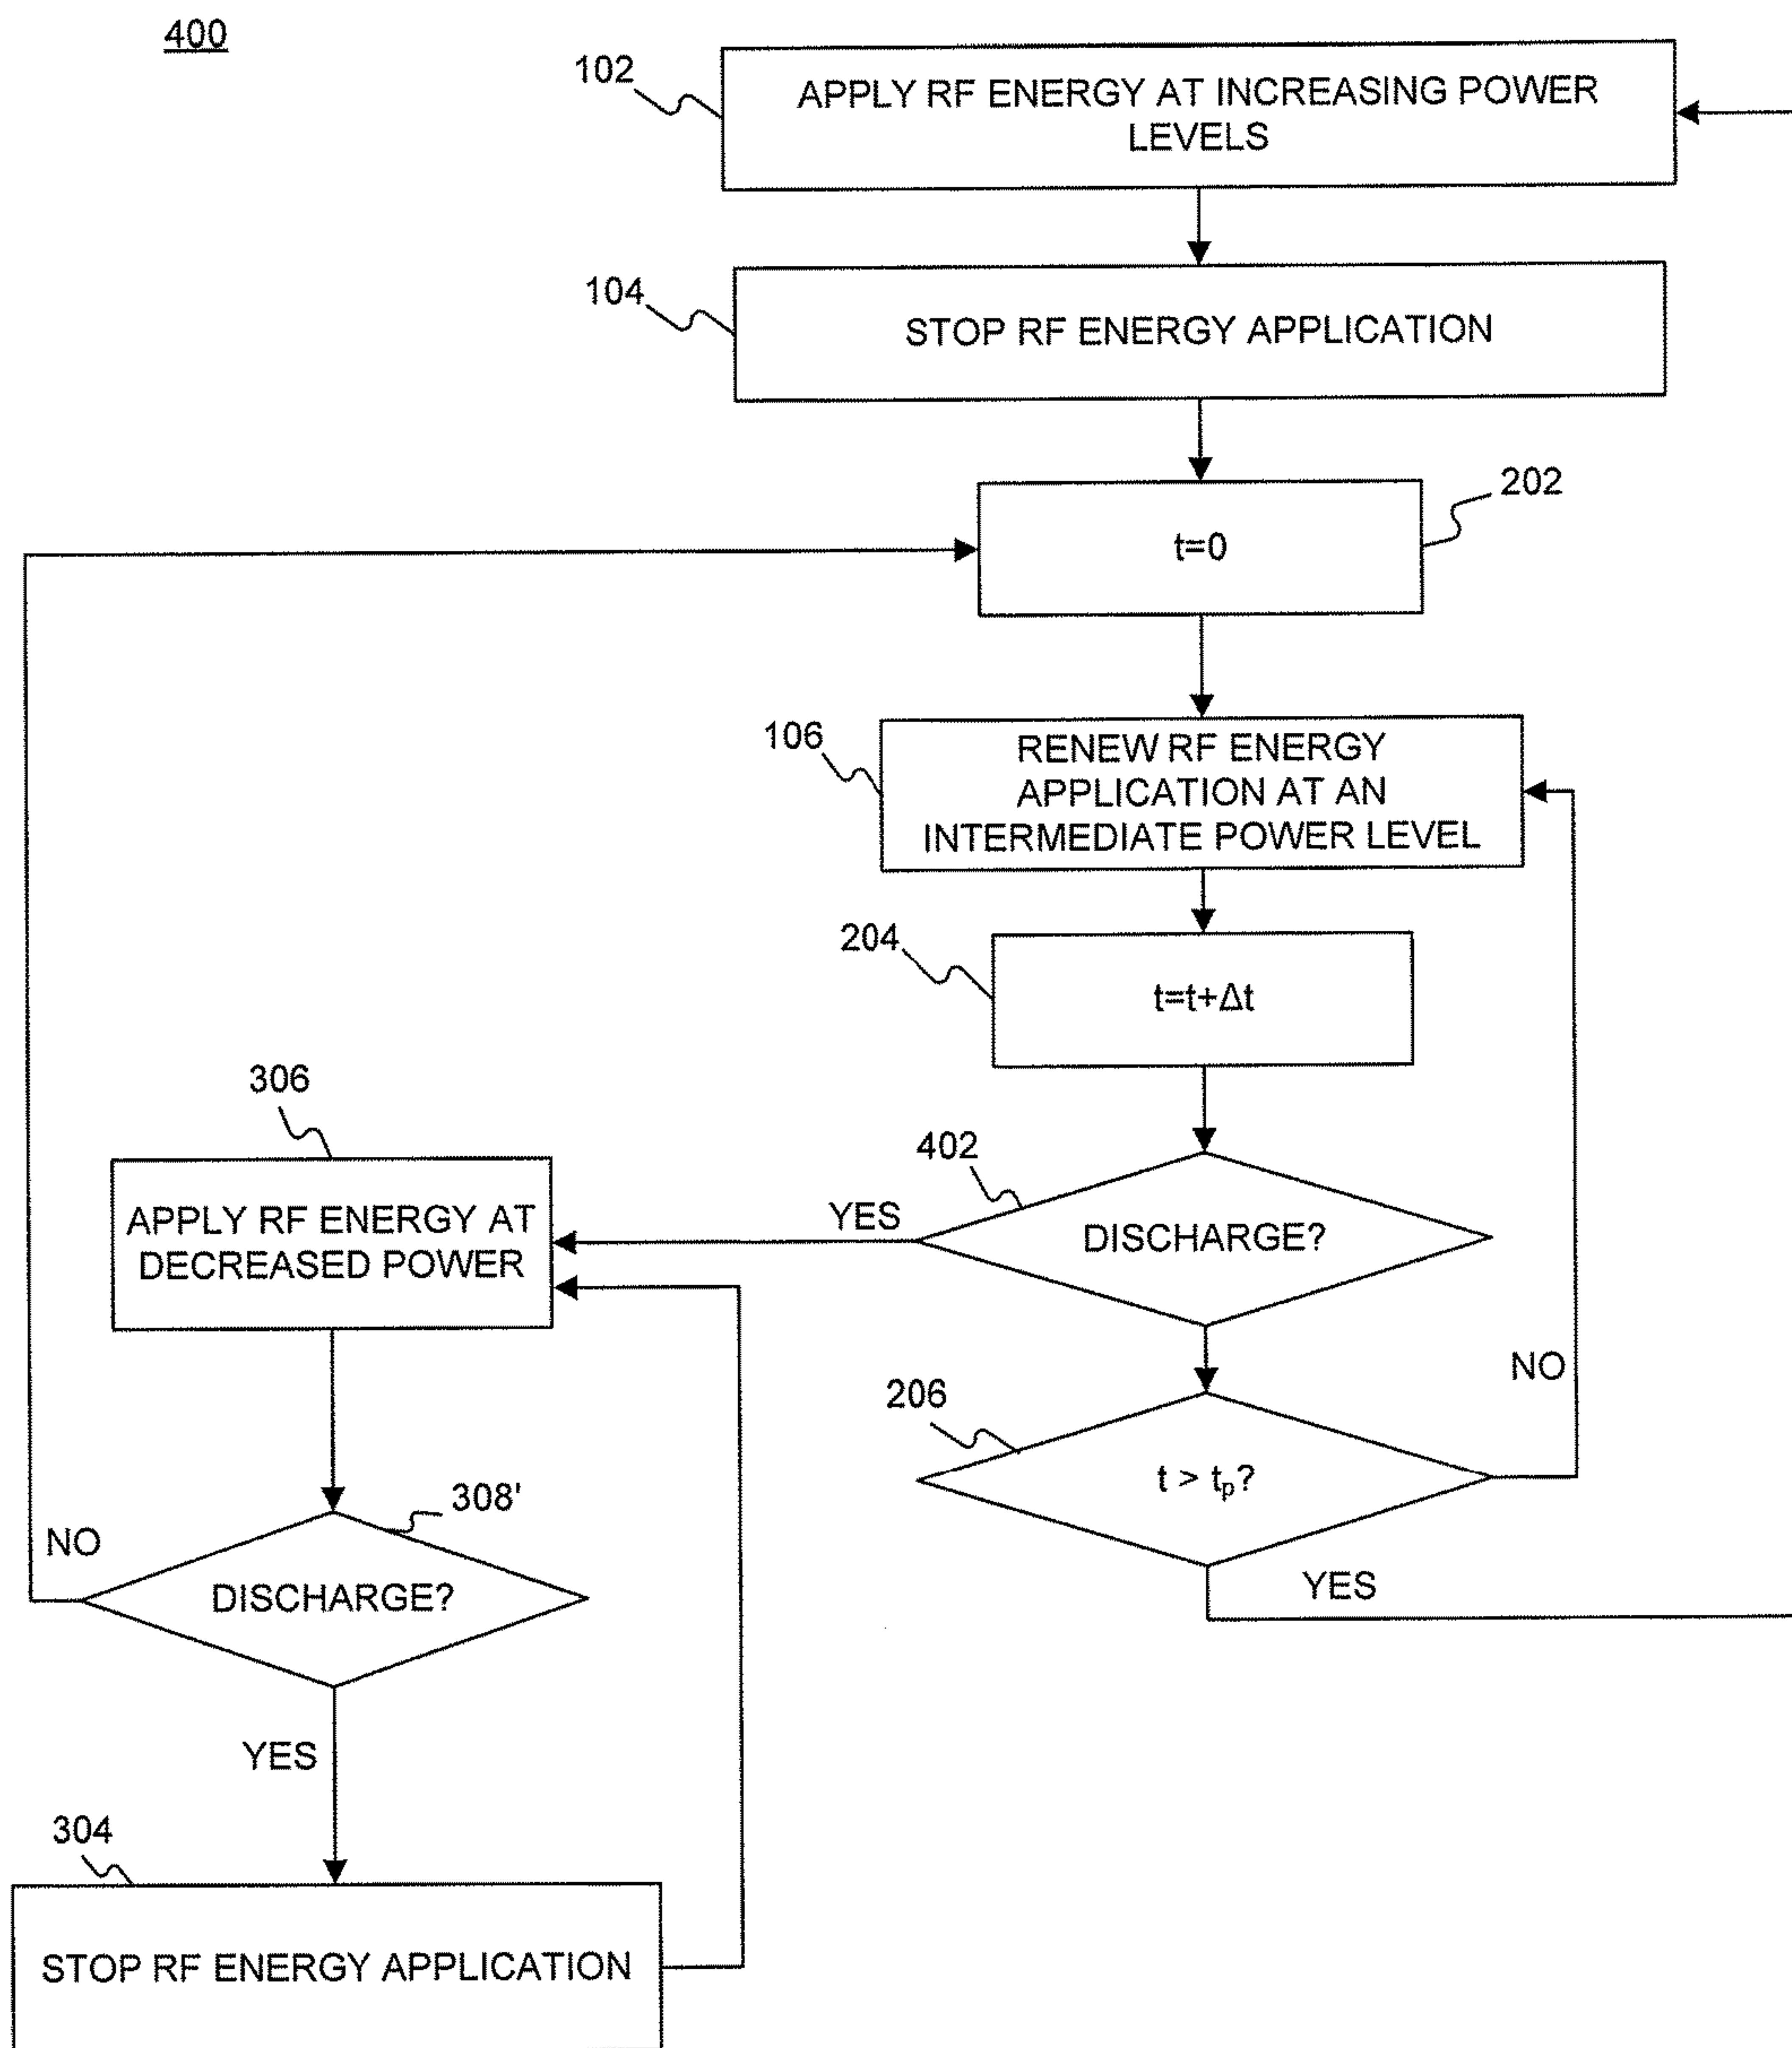 400
102
APPLY RF ENERGY AT INCREASING POWER
LEVELS
104
STOP RF ENERGY APPLICATION
202
t=0
106
RENEW RF ENERGY
APPLICATION AT AN
INTERMEDIATE POWER LEVEL
204
t=t+Δt
306
402
APPLY RF ENERGY AT
DECREASED POWER
YES
DISCHARGE?
NO
206
t > tp?
308'
NO
DISCHARGE?
YES
YES
304
STOP RF ENERGY APPLICATION